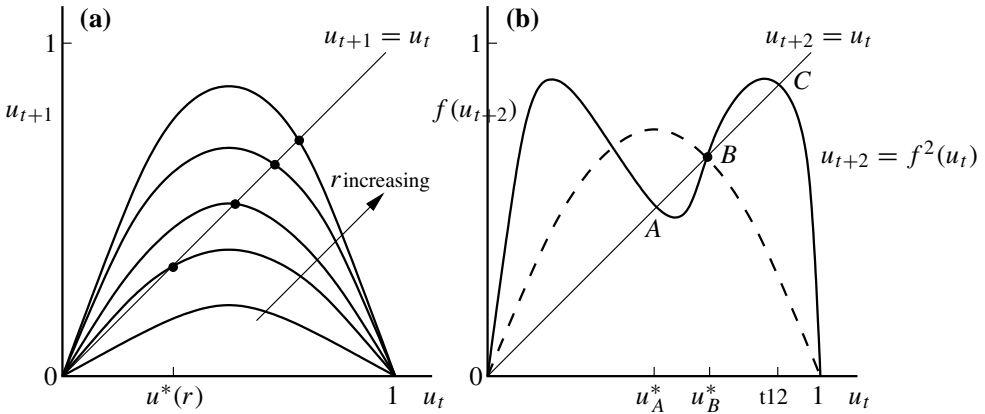 (a)
1
u_{t+1} = u_t
u_{t+1}
r increasing
0
u*(r)
1
u_t
(b)
1
u_{t+2} = u_t
C
f(u_{t+2})
B
u_{t+2} = f²(u_t)
A
0
u*_A
u*_B
t12
1
u_t